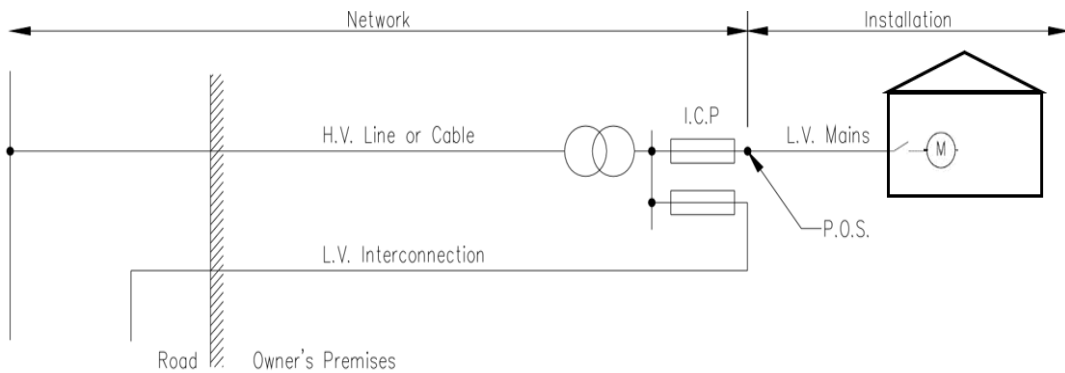 Network
Installation
I.C.P
H.V. Line or Cable
L.V. Mains
M
P.O.S.
L.V. Interconnection
Road
Owner's Premises